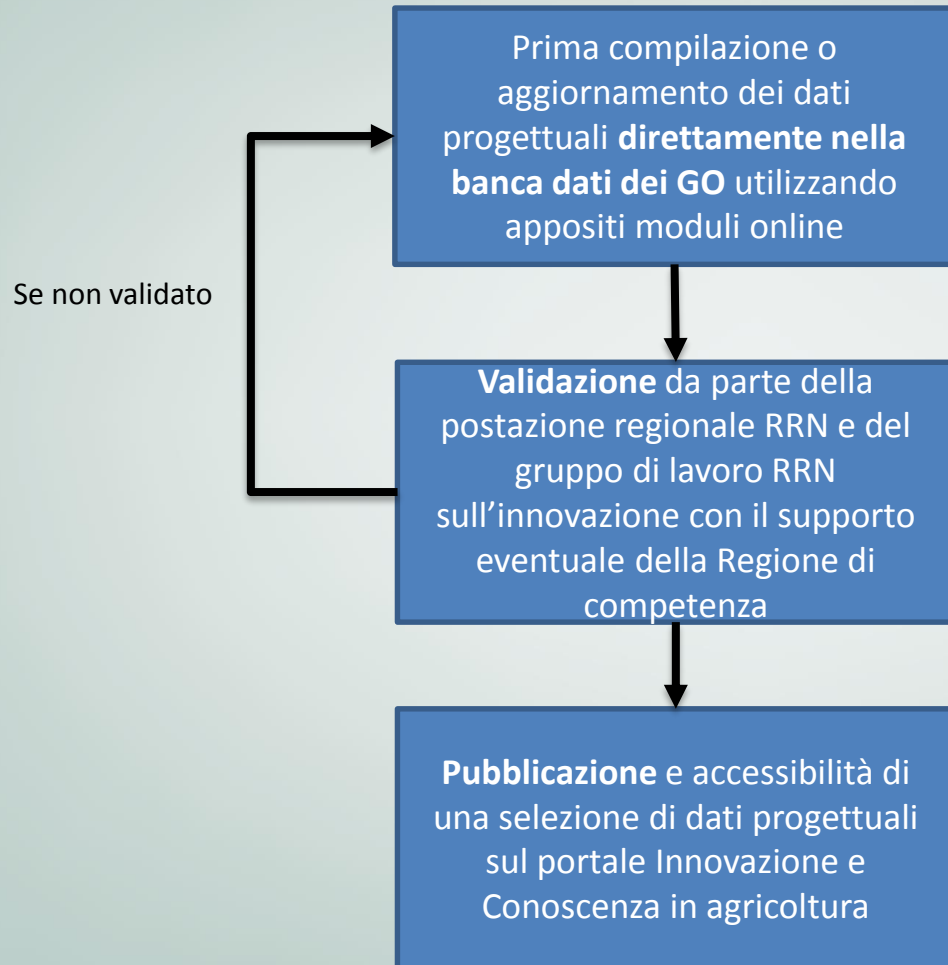 Prima compilazione o
aggiornamento dei dati
progettuali direttamente nella
banca dati dei GO utilizzando
appositi moduli online
Se non validato
Validazione da parte della
postazione regionale RRN e del
gruppo di lavoro RRN
sull’innovazione con il supporto
eventuale della Regione di
competenza
Pubblicazione e accessibilità di
una selezione di dati progettuali
sul portale Innovazione e
Conoscenza in agricoltura